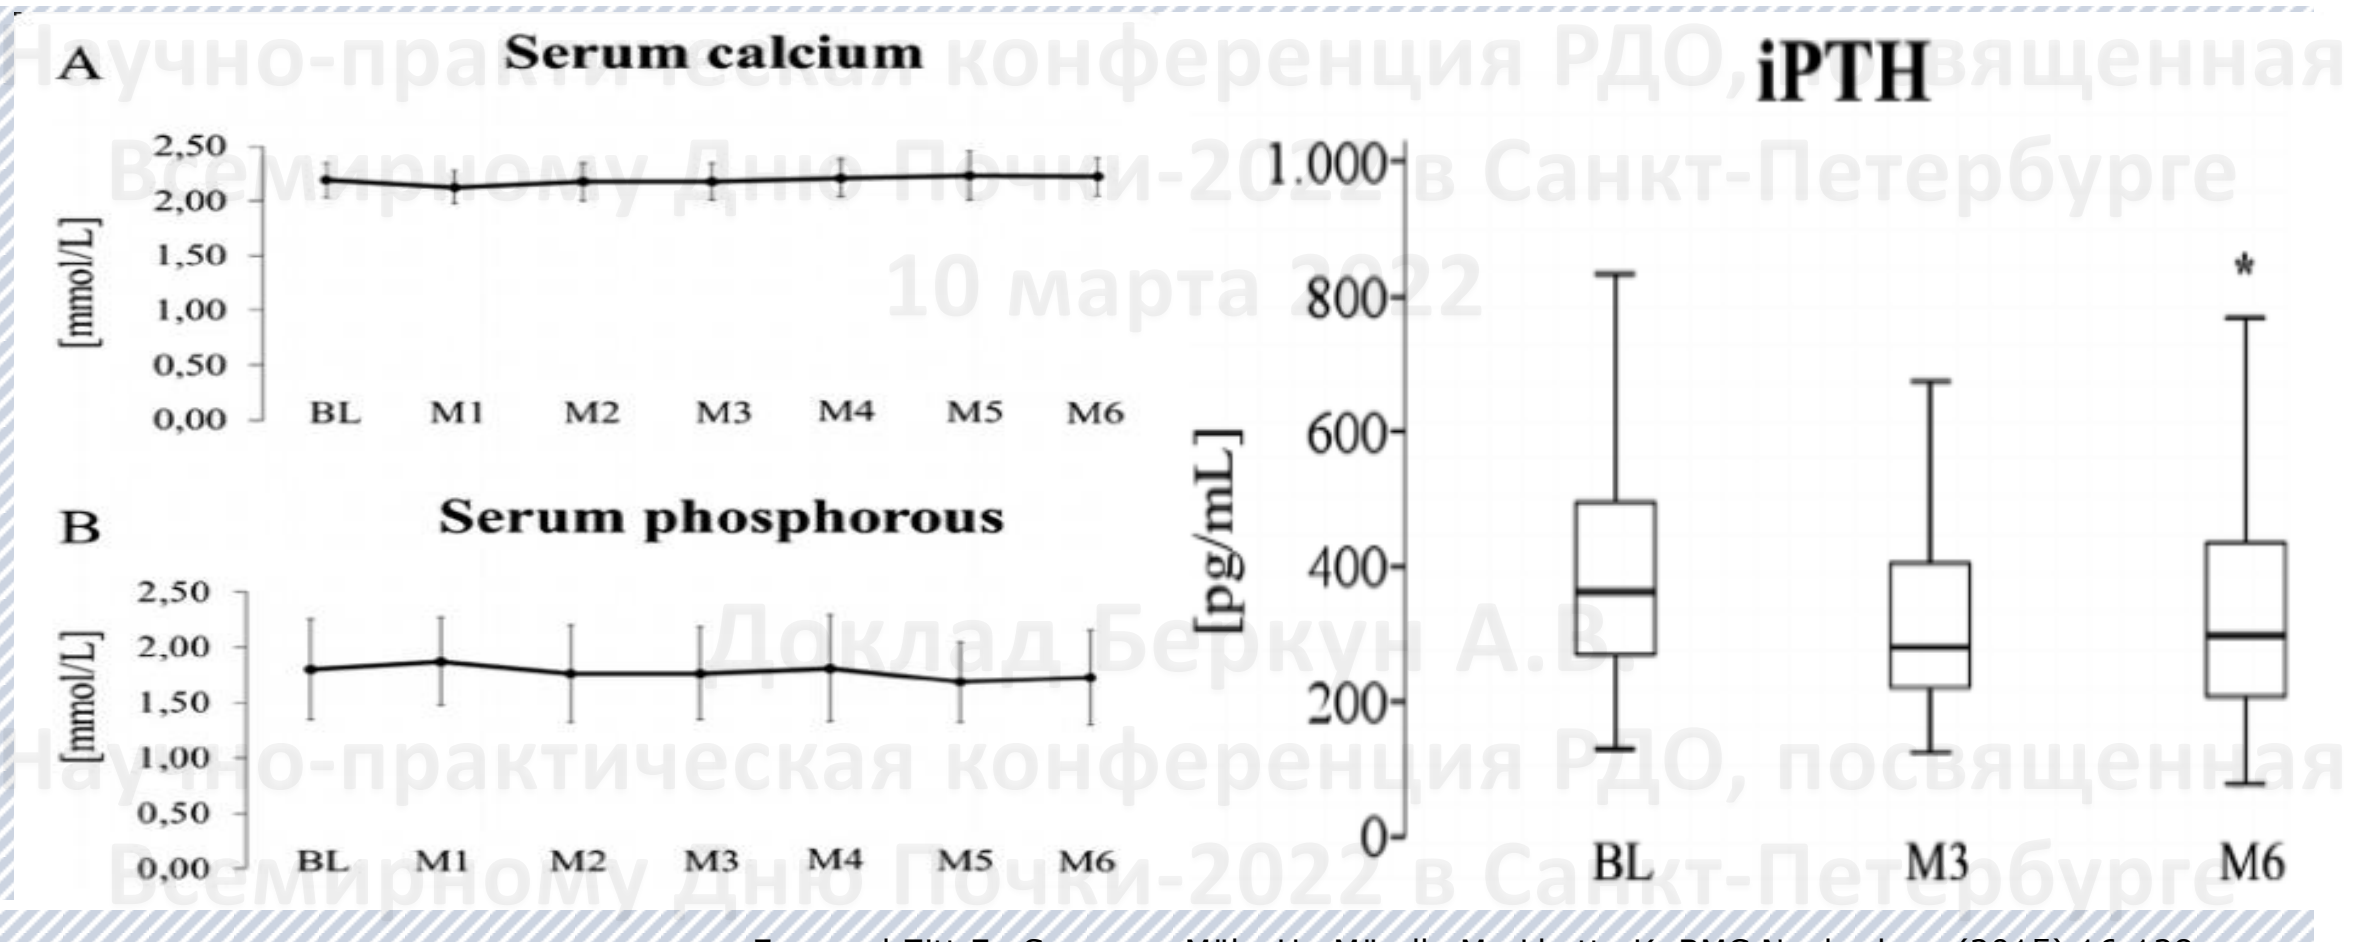 Научно-практическая конференция РДО, посвященная
Всемирному Дню Почки-2022 в Санкт-Петербурге
10 марта 2022
A
Serum calcium
2,50
2,00
1,50
1,00
0,50
0,00
[mmol/L]
BL M1 M2 M3 M4 M5 M6
B
Serum phosphorous
2,50
2,00
1,50
1,00
0,50
0,00
[mmol/L]
BL M1 M2 M3 M4 M5 M6
iPTH
1.000
800
600
400
200
0
[pg/mL]
*
BL M3 M6
Доклад Беркун А.В.
Научно-практическая конференция РДО, посвященная
Всемирному Дню Почки-2022 в Санкт-Петербурге